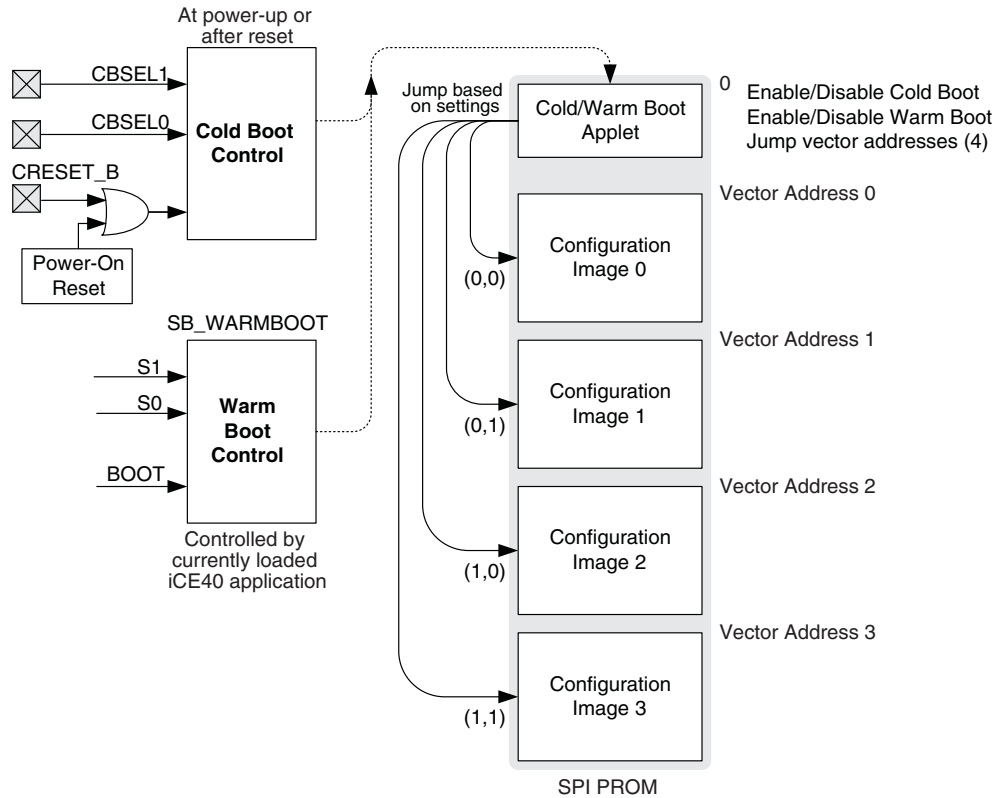 At power-up or
after reset
CBSEL1
CBSEL0
CRESET_B
Cold Boot
Control
Power-On
Reset
Jump based
on settings
Cold/Warm Boot
Applet
0
Enable/Disable Cold Boot
Enable/Disable Warm Boot
Jump vector addresses (4)
Vector Address 0
Configuration
Image 0
(0,0)
SB_WARMBOOT
S1
S0
BOOT
Warm
Boot
Control
Controlled by
currently loaded
iCE40 application
Vector Address 1
Configuration
Image 1
(0,1)
Vector Address 2
Configuration
Image 2
(1,0)
Vector Address 3
Configuration
Image 3
(1,1)
SPI PROM